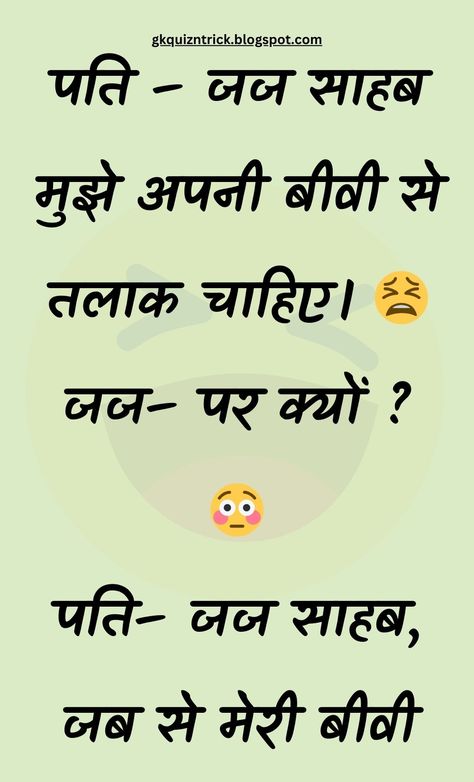 gkquizntrick.blogspot.com
पति - जज साहब
मुझे अपनी बीवी से
तलाक चाहिए। 😫
जज- पर क्यों ?
😳
पति- जज साहब,
जब से मेरी बीवी